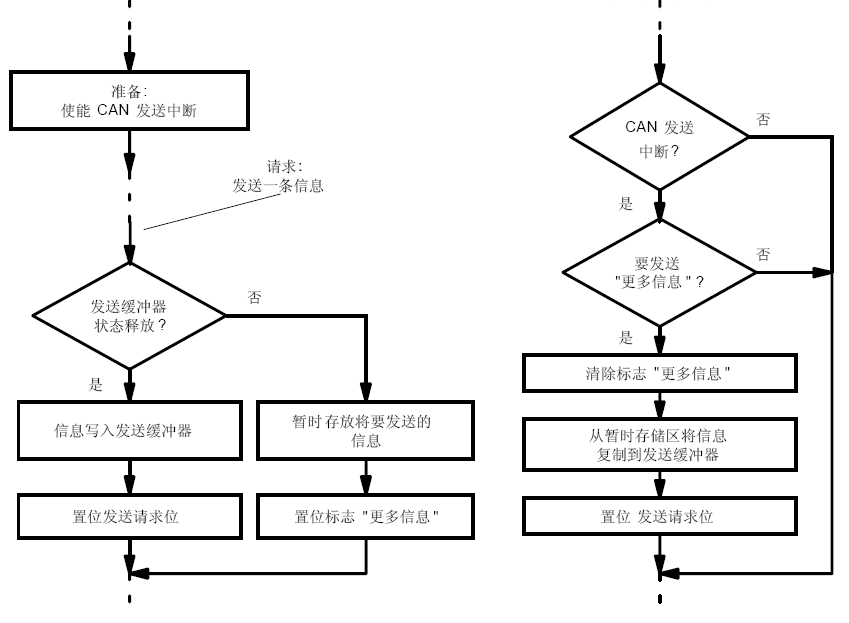 准备：
使能 CAN 发送中断
请求：
发送一条信息
发送缓冲器
状态释放？
否
是
信息写入发送缓冲器
暂时存放将要发送的
信息
置位发送请求位
置位标志 "更多信息"
CAN 发送
中断？
否
是
要发送
"更多信息"？
否
是
清除标志 "更多信息"
从暂时存储区将信息
复制到发送缓冲器
置位 发送请求位